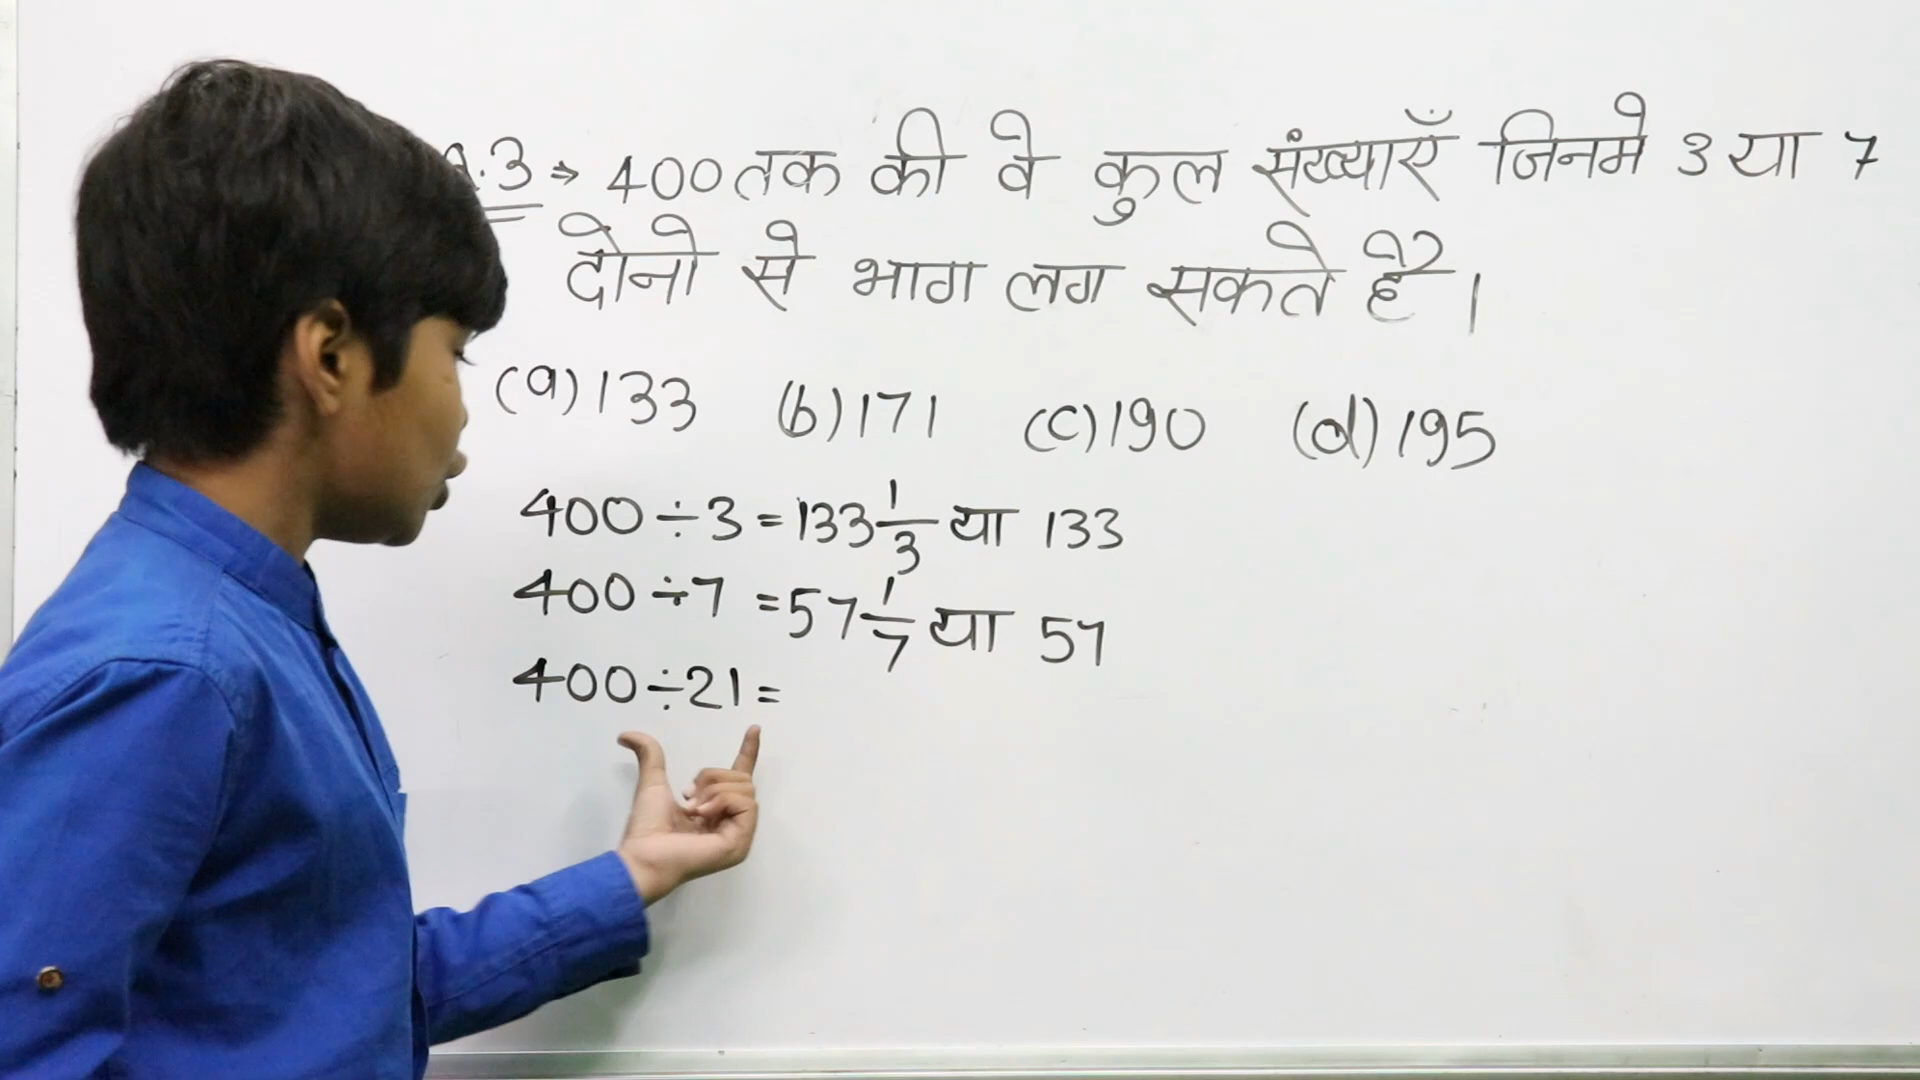 Q.3 → 400 तक की वे कुल संख्याएँ जिनमे 3 या 7
दोनो से भाग लग सकते है।
(a) 133 (b) 171 (c) 190 (d) 195
400 ÷ 3 = 133 1/3 या 133
400 ÷ 7 = 57 1/7 या 57
400 ÷ 21 =